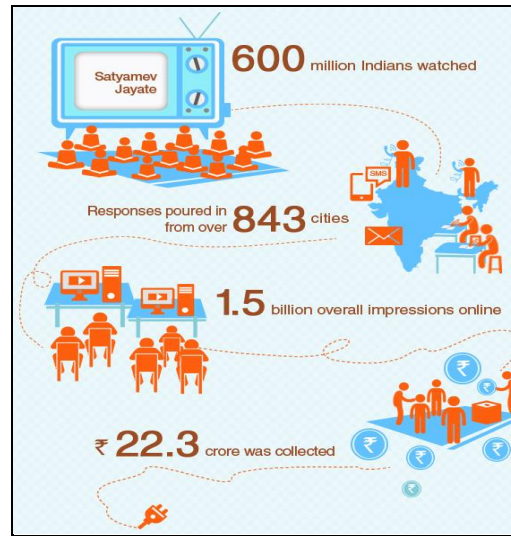 Satyamev
Jayate
600 million Indians watched
SMS
Responses poured in
from over 843 cities
1.5 billion overall impressions online
₹
₹
₹ 22.3 crore was collected
₹
₹
₹
₹